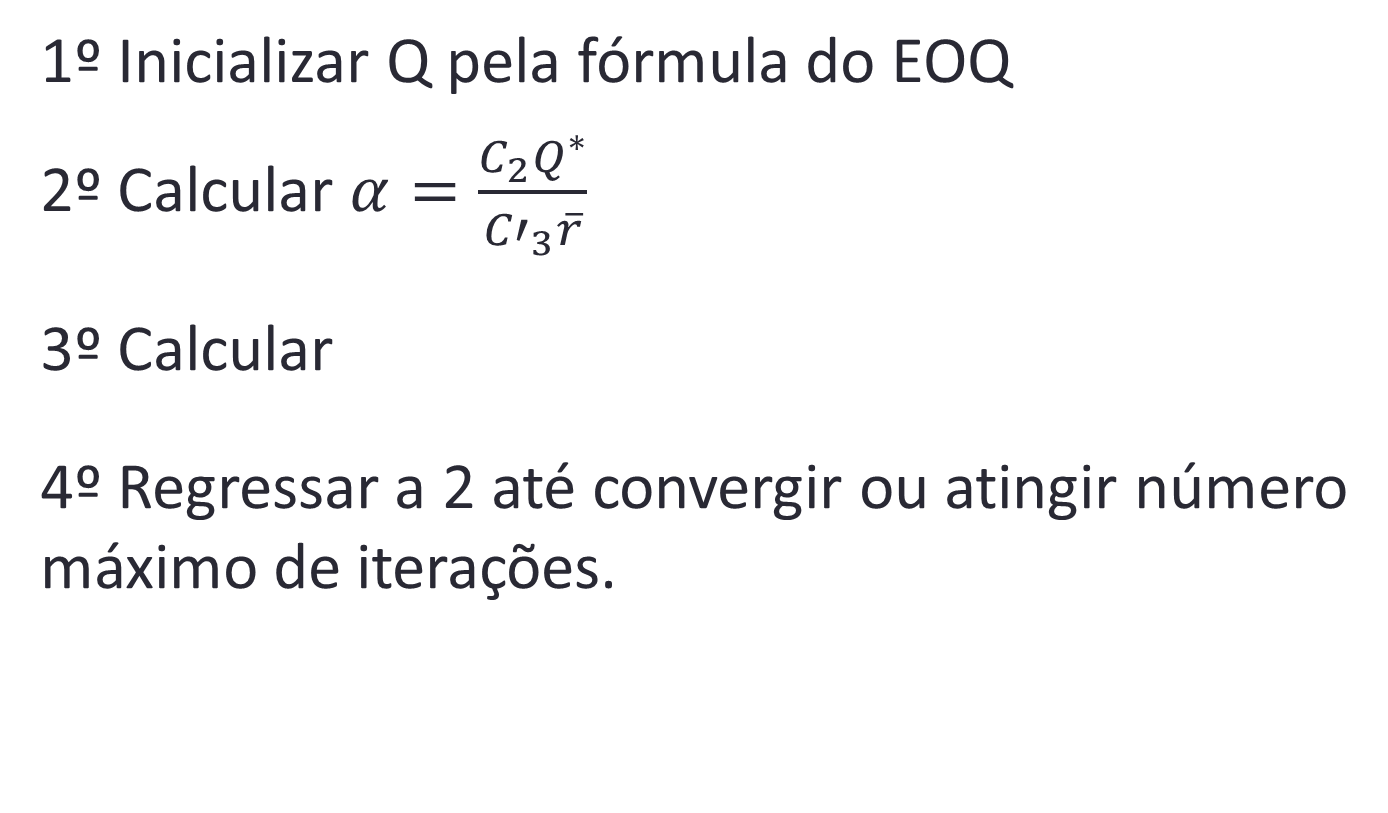 1º Inicializar Q pela fórmula do EOQ
2º Calcular α = C₂Q* / C′₃r̄
3º Calcular
4º Regressar a 2 até convergir ou atingir número
máximo de iterações.